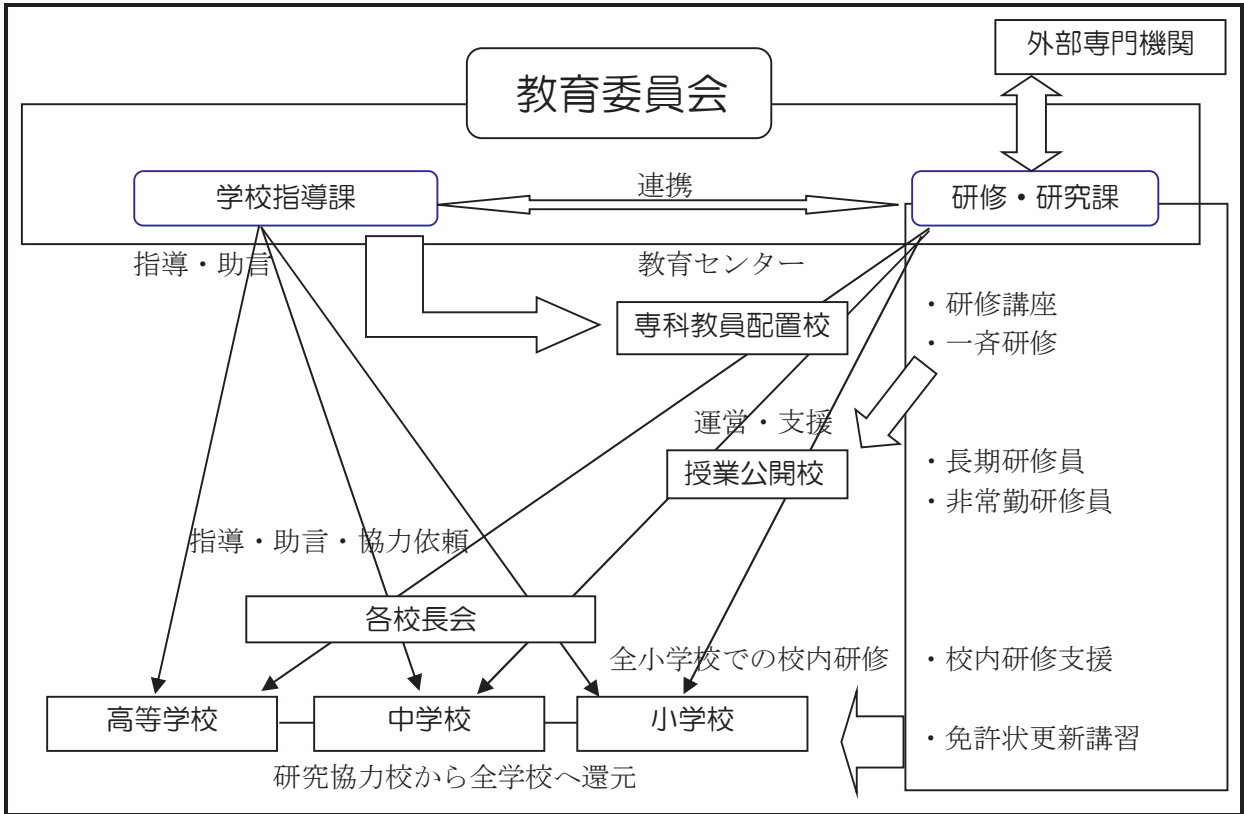 外部専門機関
教育委員会
学校指導課
連携
研修・研究課
指導・助言
教育センター
・研修講座
専科教員配置校
・一斉研修
運営・支援
授業公開校
・長期研修員
・非常勤研修員
指導・助言・協力依頼
各校長会
全小学校での校内研修
・校内研修支援
高等学校
中学校
小学校
・免許状更新講習
研究協力校から全学校へ還元